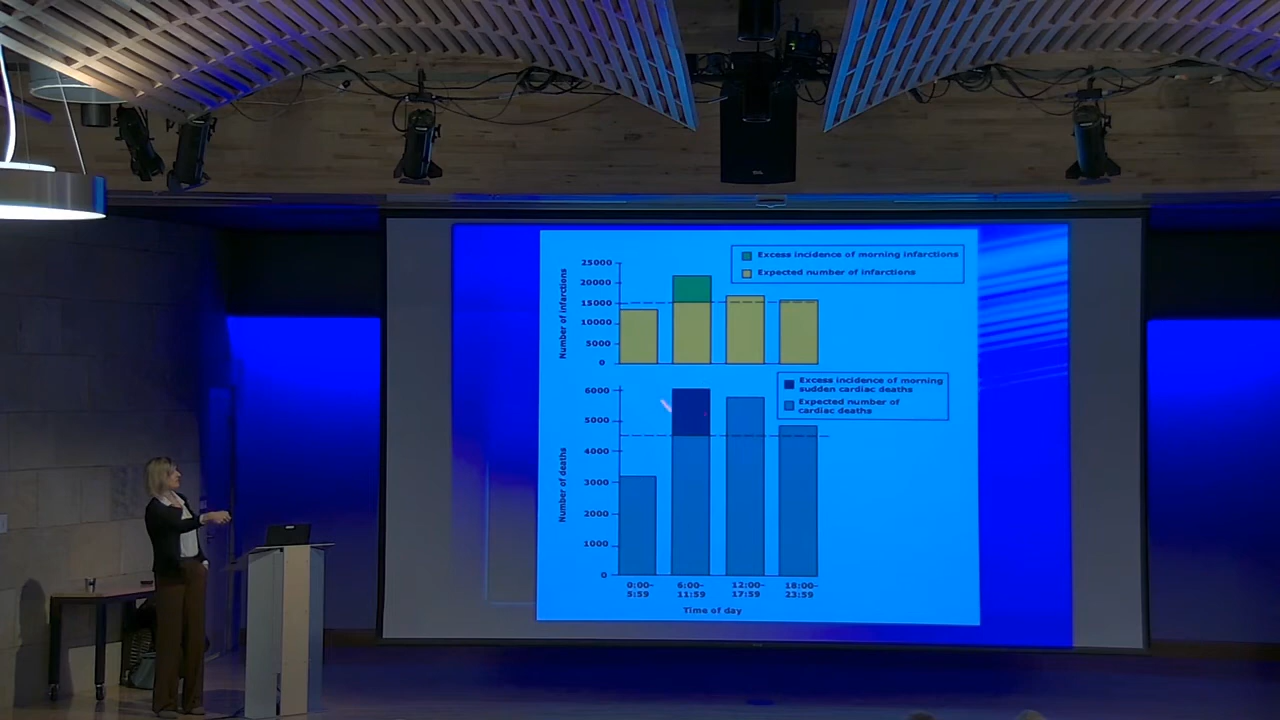 Excess incidence of morning infarctions
Expected number of infarctions
Number of infarctions
25000
20000
15000
10000
5000
0
Excess incidence of morning
sudden cardiac deaths
Expected number of
cardiac deaths
Number of deaths
6000
5000
4000
3000
2000
1000
0
0:00-
5:59
6:00-
11:59
12:00-
17:59
18:00-
23:59
Time of day